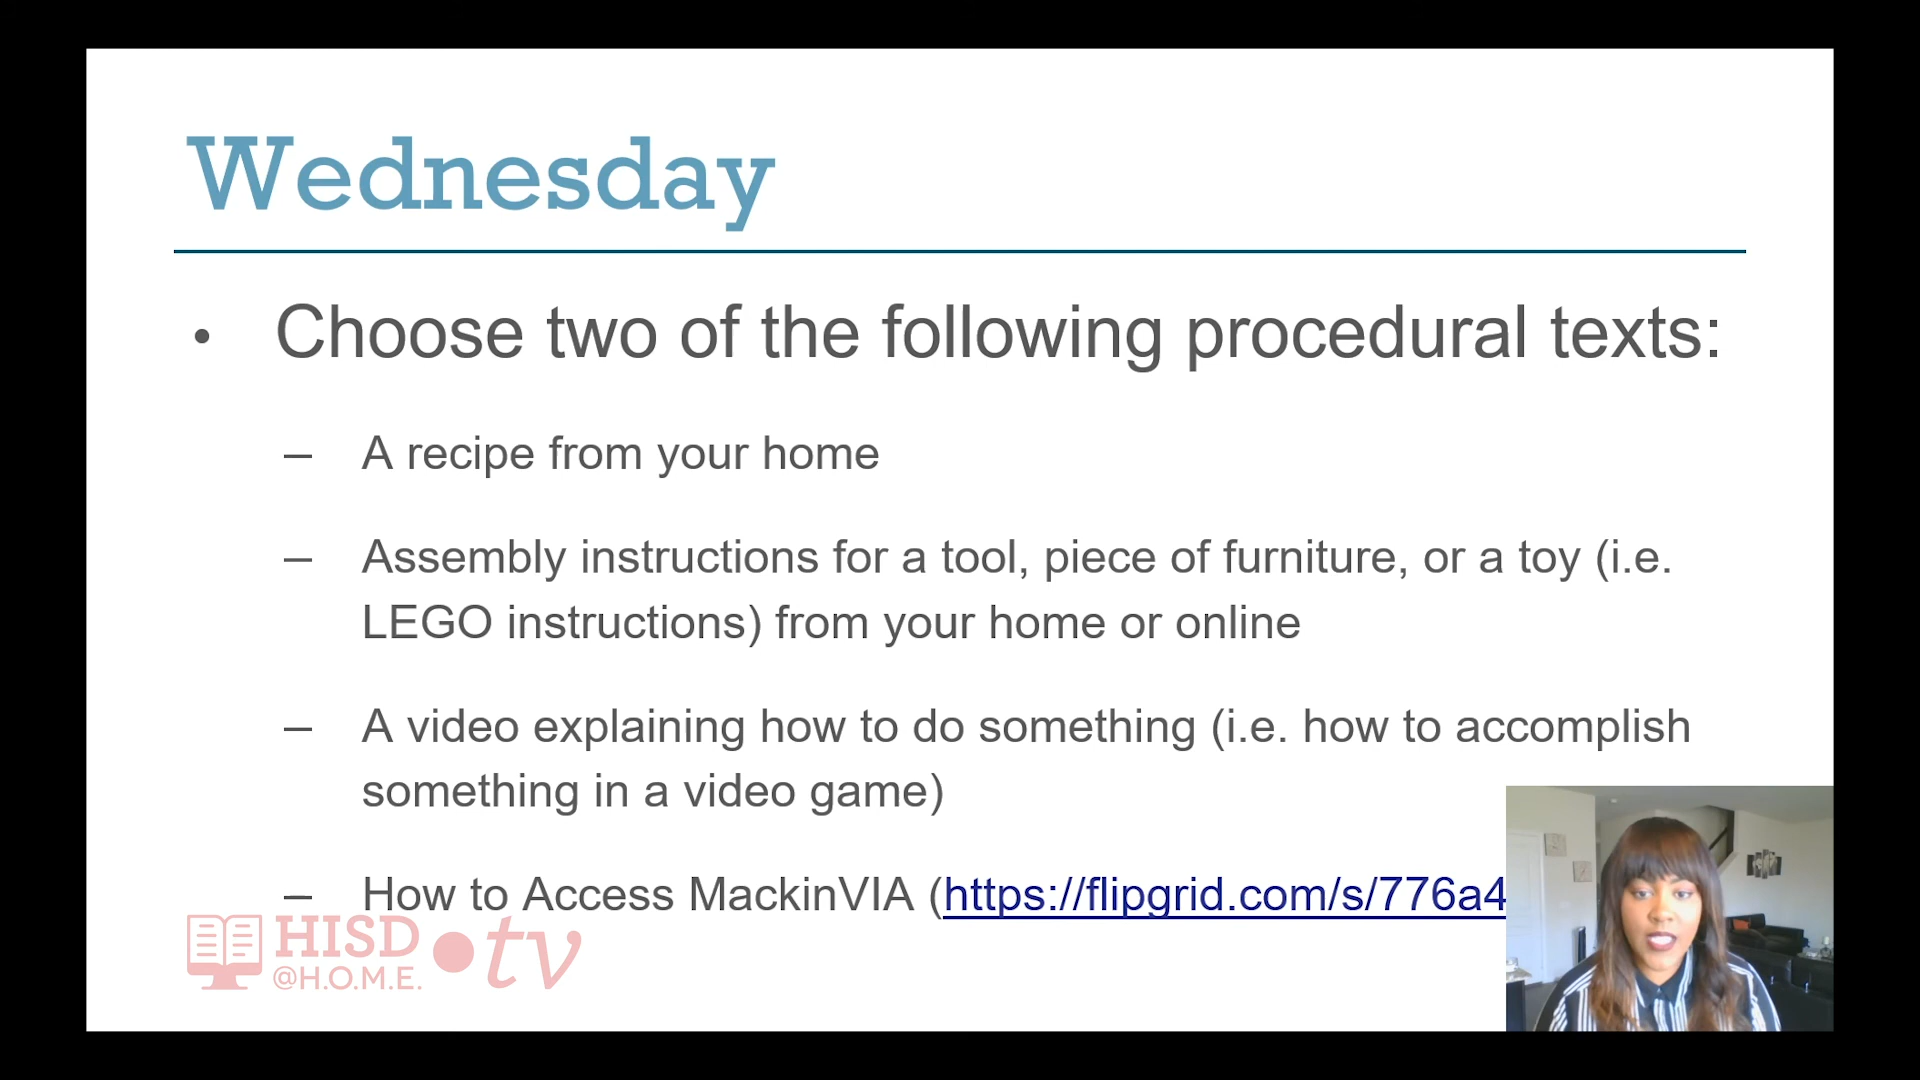 Wednesday
• Choose two of the following procedural texts:
– A recipe from your home
– Assembly instructions for a tool, piece of furniture, or a toy (i.e.
LEGO instructions) from your home or online
– A video explaining how to do something (i.e. how to accomplish
something in a video game)
– How to Access MackinVIA (https://flipgrid.com/s/776a4
HISD
@H.O.M.E.
tv